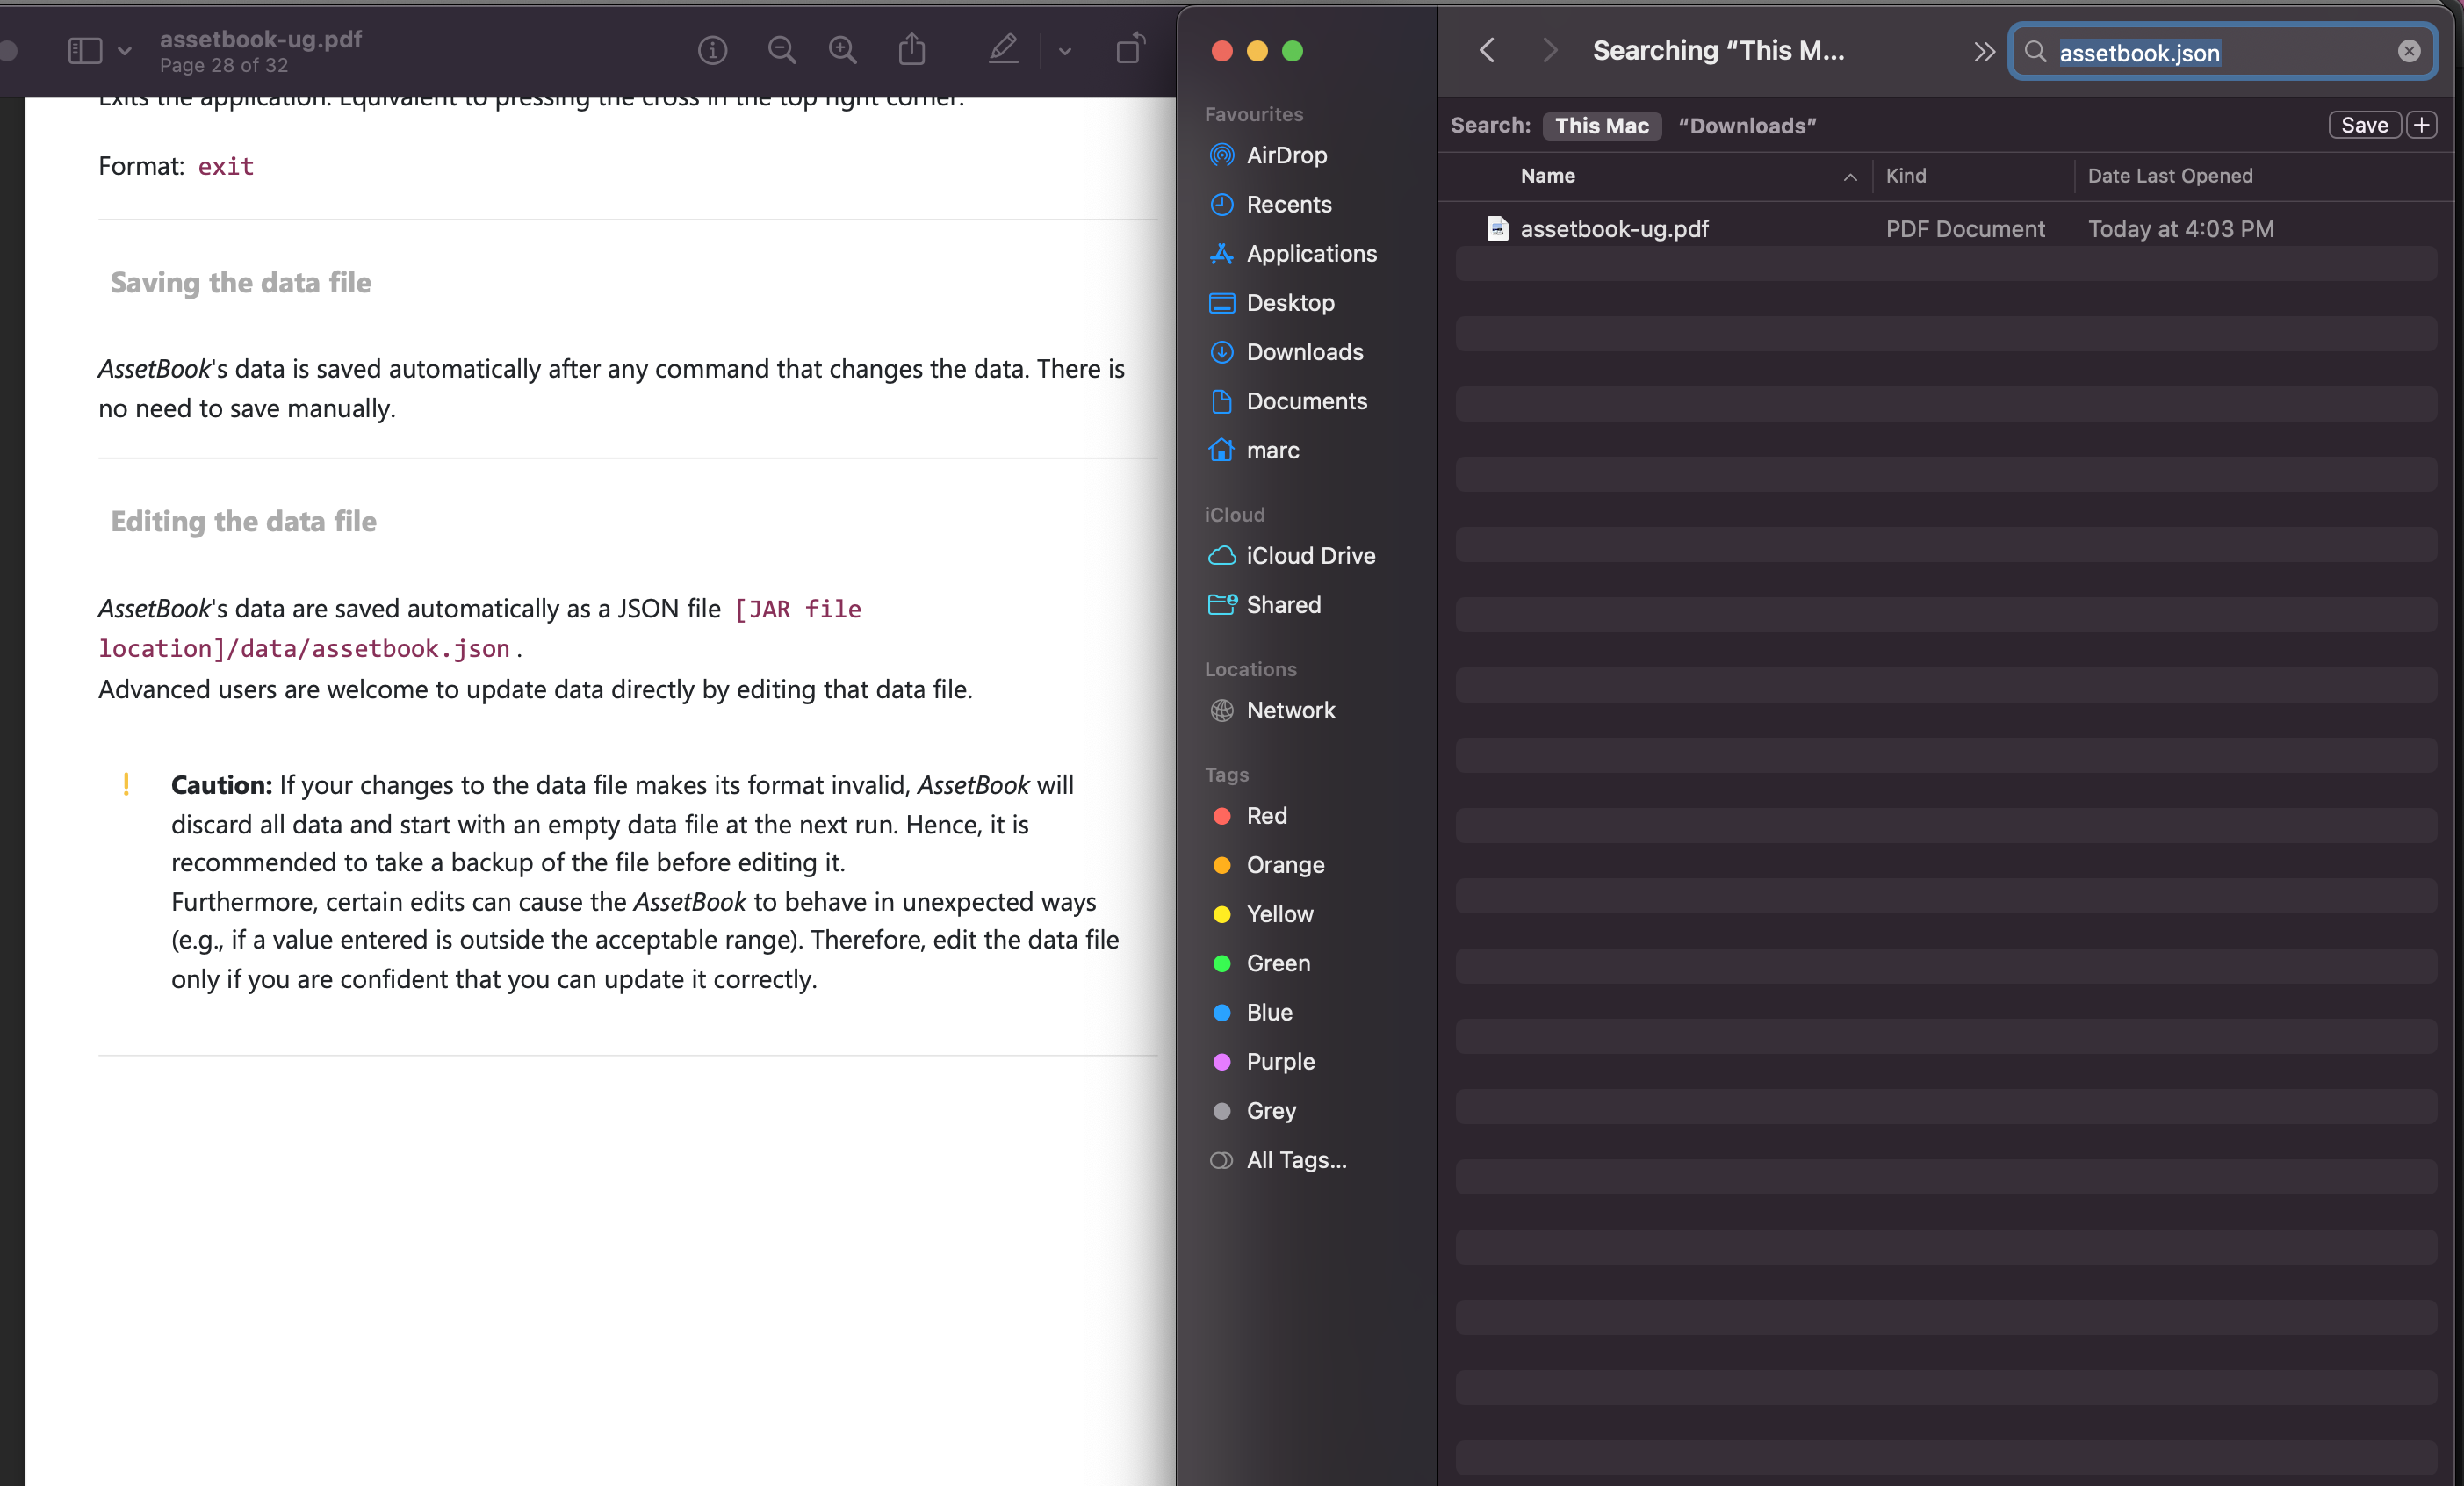 assetbook-ug.pdf
Page 28 of 32
Exits the application. Equivalent to pressing the cross in the top right corner.
Format: exit
Saving the data file
AssetBook's data is saved automatically after any command that changes the data. There is
no need to save manually.
Editing the data file
AssetBook's data are saved automatically as a JSON file [JAR file
location]/data/assetbook.json .
Advanced users are welcome to update data directly by editing that data file.
! Caution: If your changes to the data file makes its format invalid, AssetBook will
discard all data and start with an empty data file at the next run. Hence, it is
recommended to take a backup of the file before editing it.
Furthermore, certain edits can cause the AssetBook to behave in unexpected ways
(e.g., if a value entered is outside the acceptable range). Therefore, edit the data file
only if you are confident that you can update it correctly.
Favourites
AirDrop
Recents
Applications
Desktop
Downloads
Documents
marc
iCloud
iCloud Drive
Shared
Locations
Network
Tags
Red
Orange
Yellow
Green
Blue
Purple
Grey
All Tags...
Searching “This M...
assetbook.json
Search: This Mac “Downloads” Save
Name Kind Date Last Opened
assetbook-ug.pdf PDF Document Today at 4:03 PM